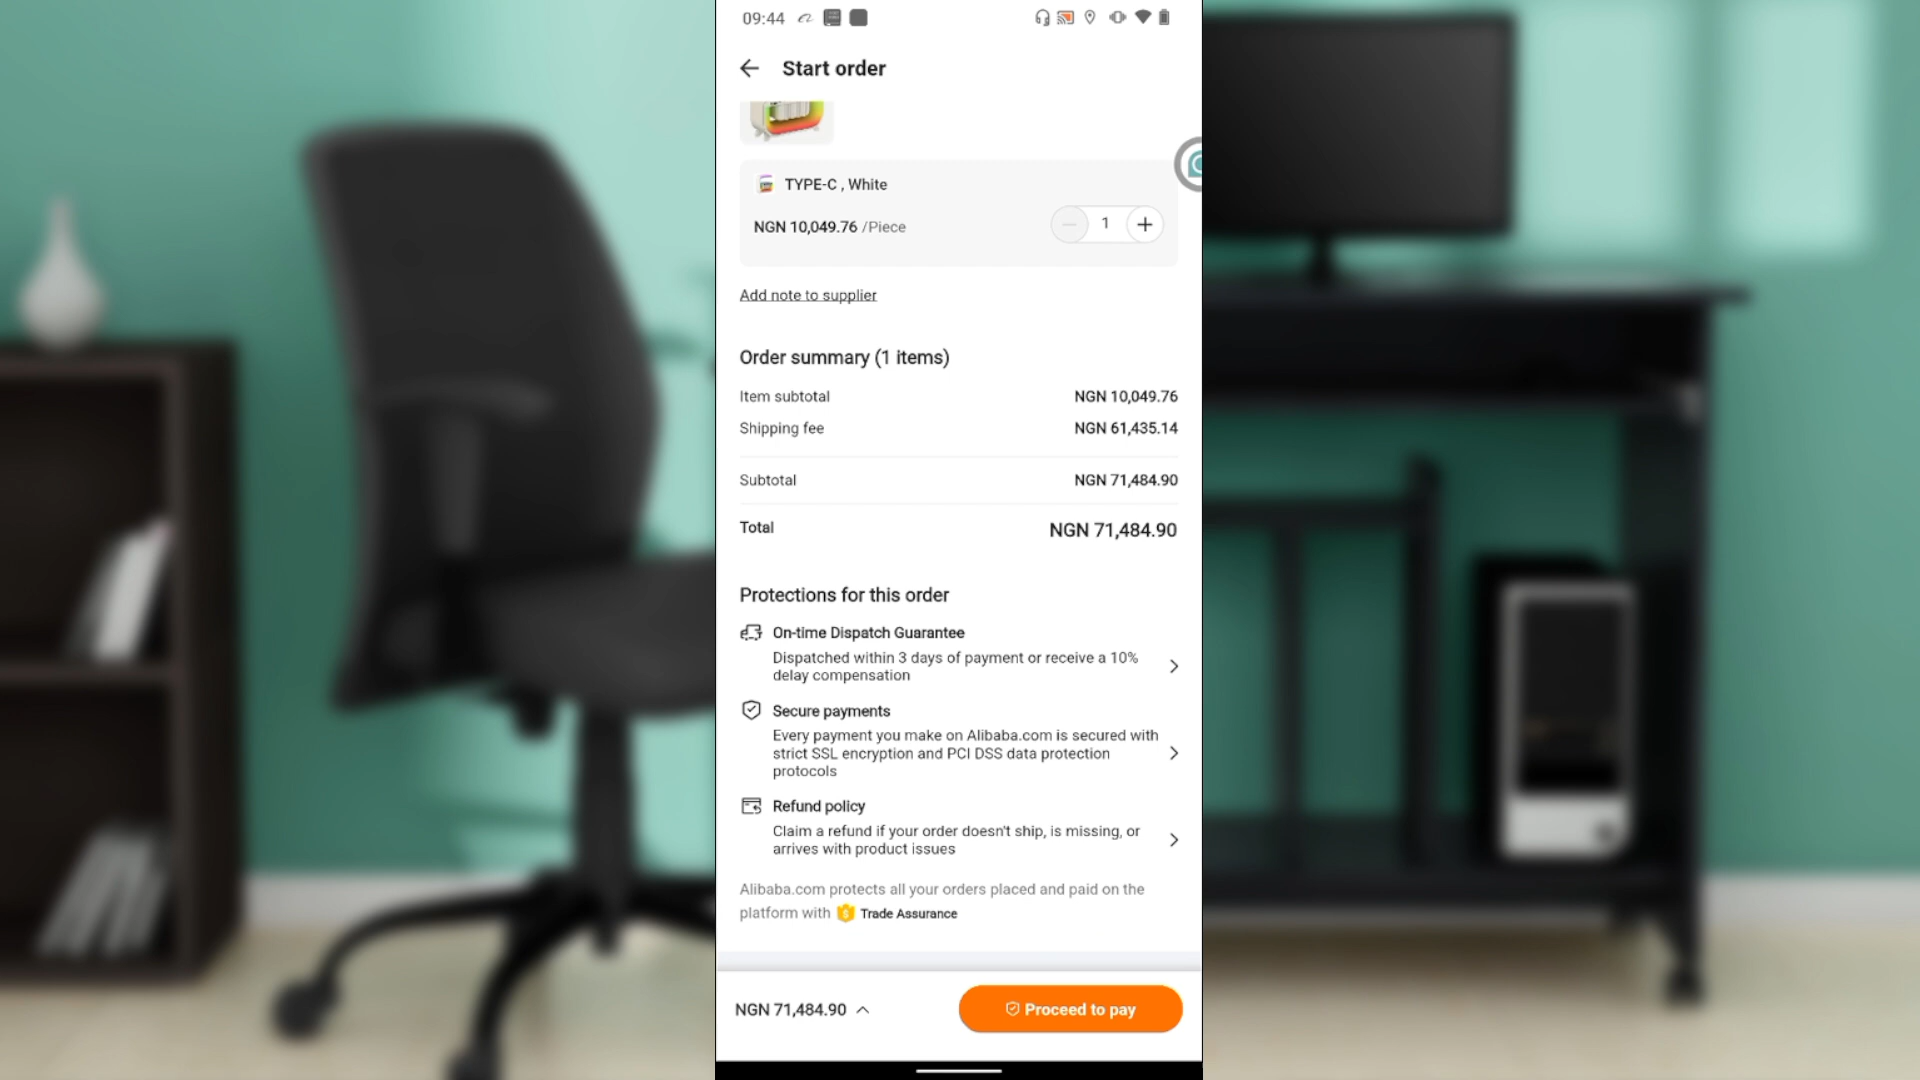 09:44
Start order
TYPE-C , White
NGN 10,049.76 /Piece
1
Add note to supplier
Order summary (1 items)
Item subtotal NGN 10,049.76
Shipping fee NGN 61,435.14
Subtotal NGN 71,484.90
Total NGN 71,484.90
Protections for this order
On-time Dispatch Guarantee
Dispatched within 3 days of payment or receive a 10%
delay compensation
Secure payments
Every payment you make on Alibaba.com is secured with
strict SSL encryption and PCI DSS data protection
protocols
Refund policy
Claim a refund if your order doesn't ship, is missing, or
arrives with product issues
Alibaba.com protects all your orders placed and paid on the
platform with Trade Assurance
NGN 71,484.90 Proceed to pay